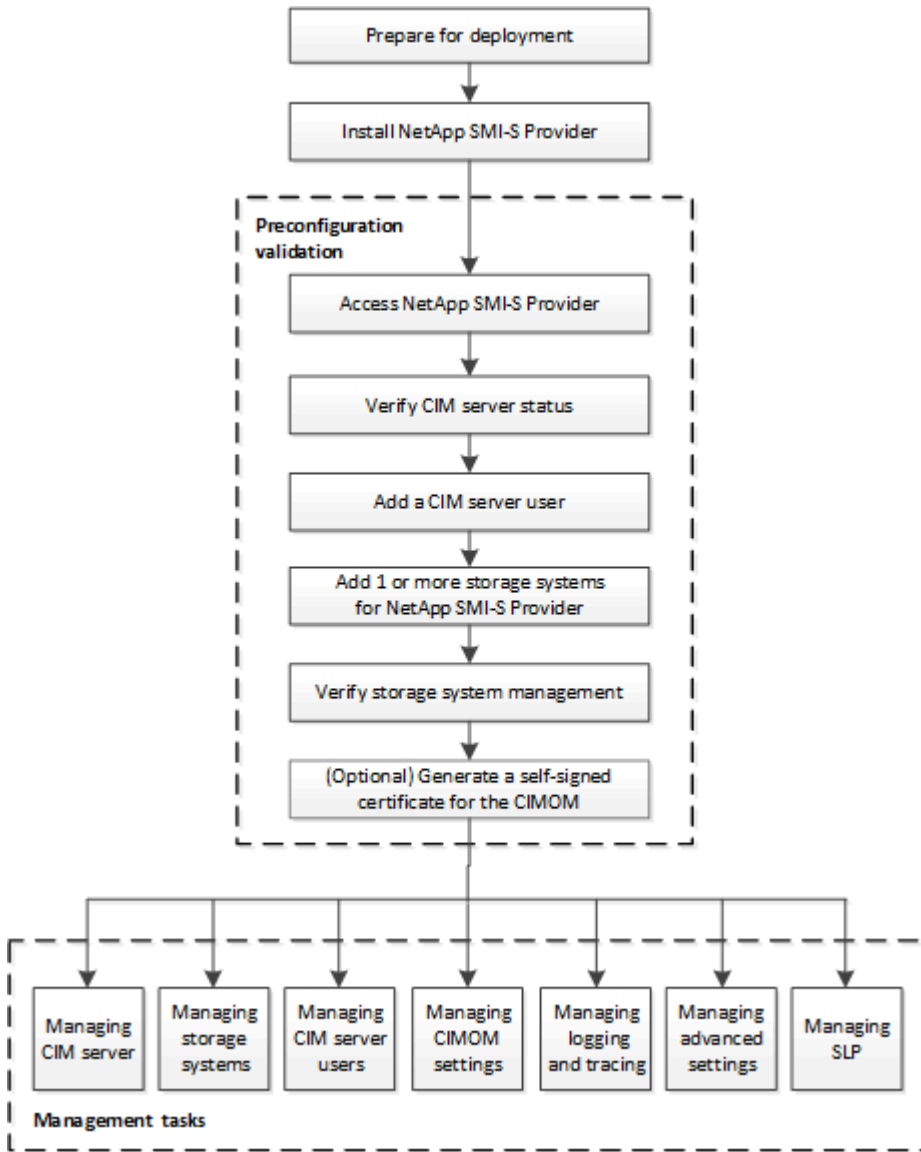 Prepare for deployment
Install NetApp SMI-S Provider
Preconfiguration
validation
Access NetApp SMI-S Provider
Verify CIM server status
Add a CIM server user
Add 1 or more storage systems
for NetApp SMI-S Provider
Verify storage system management
(Optional) Generate a self-signed
certificate for the CIMOM
Managing
CIM server
Managing
storage
systems
Managing
CIM server
users
Managing
CIMOM
settings
Managing
logging
and tracing
Managing
advanced
settings
Managing
SLP
Management tasks